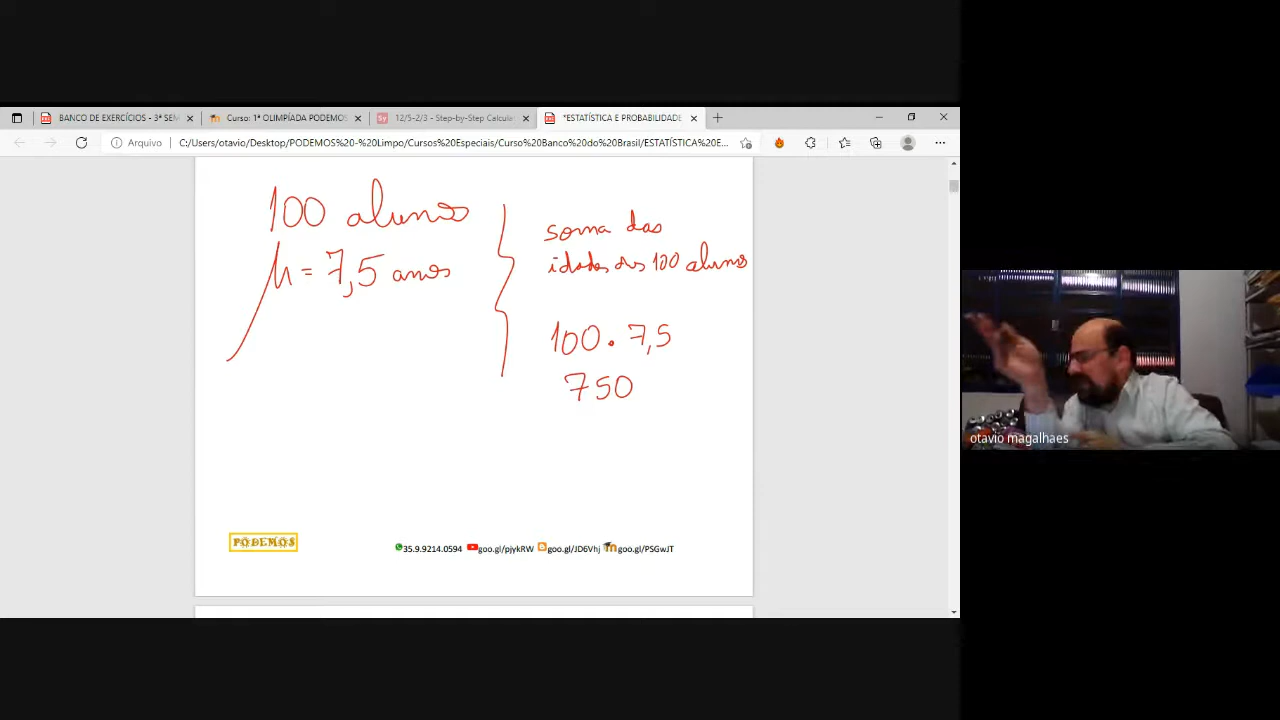 BANCO DE EXERCÍCIOS - 3ª SEM
Curso: 1ª OLIMPÍADA PODEMOS
12/5-2/3 - Step-by-Step Calcula
*ESTATÍSTICA E PROBABILIDADE
Arquivo
C:/Users/otavio/Desktop/PODEMOS%20-%20Limpo/Cursos%20Especiais/Curso%20Banco%20do%20Brasil/ESTATÍSTICA%20E...
100 alunos
μ = 7,5 anos
soma das
idades dos 100 alunos
100 . 7,5
750
otavio magalhaes
PODEMOS
35.9.9214.0594 goo.gl/pjykRW goo.gl/JD6Vhj goo.gl/PSGwJT